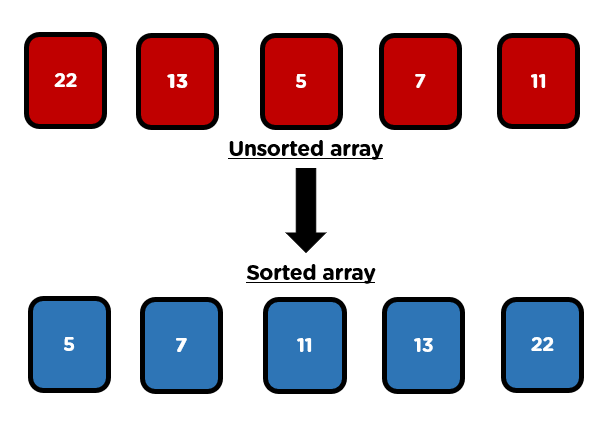 22 13 5 7 11
Unsorted array
Sorted array
5 7 11 13 22